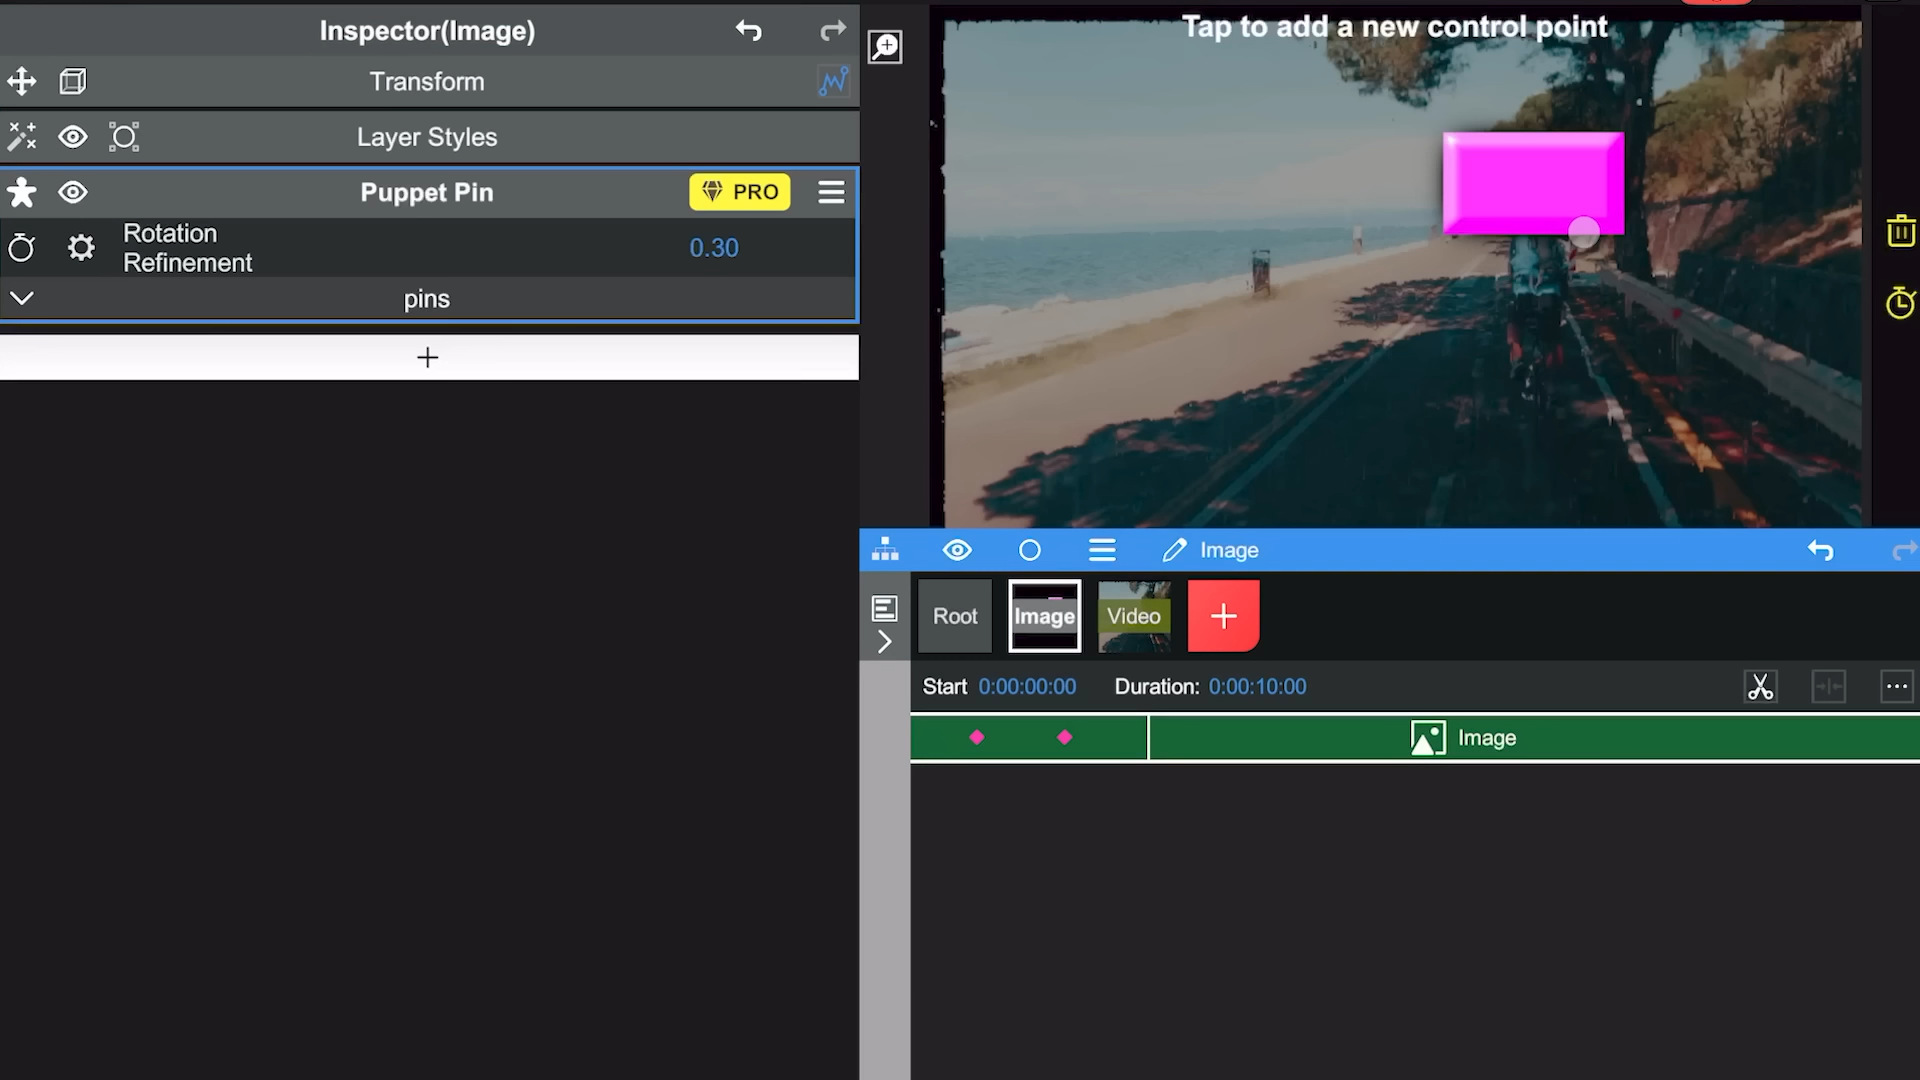 Inspector(Image)
Transform
Layer Styles
Puppet Pin
PRO
Rotation
Refinement
0.30
pins
Tap to add a new control point
Image
Root
Image
Video
Start 0:00:00:00 Duration: 0:00:10:00
Image